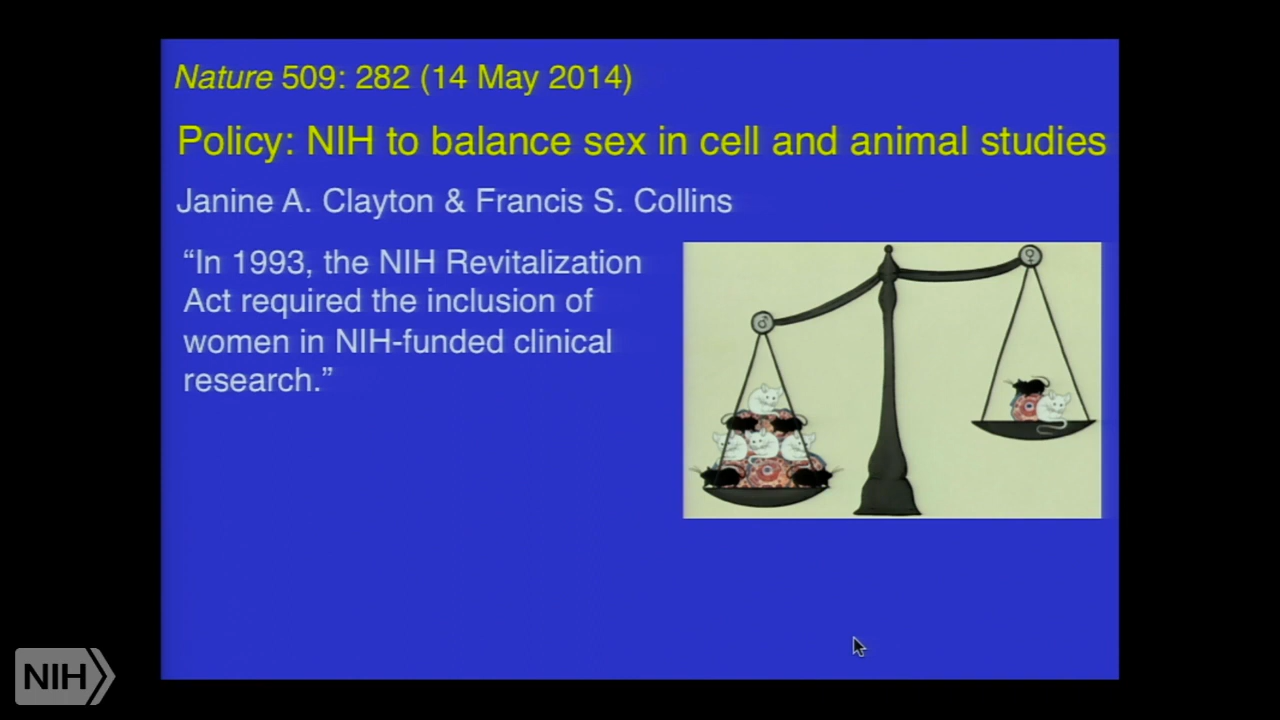 Nature 509: 282 (14 May 2014)
Policy: NIH to balance sex in cell and animal studies
Janine A. Clayton & Francis S. Collins
“In 1993, the NIH Revitalization
Act required the inclusion of
women in NIH-funded clinical
research.”
♂
♀
NIH